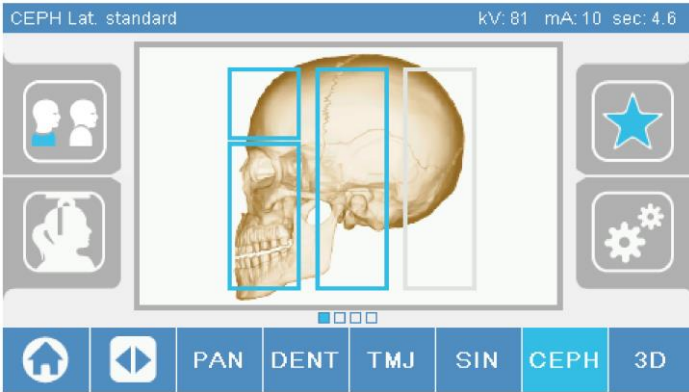 CEPH Lat. standard kV: 81 mA: 10 sec: 4.6
PAN DENT TMJ SIN CEPH 3D